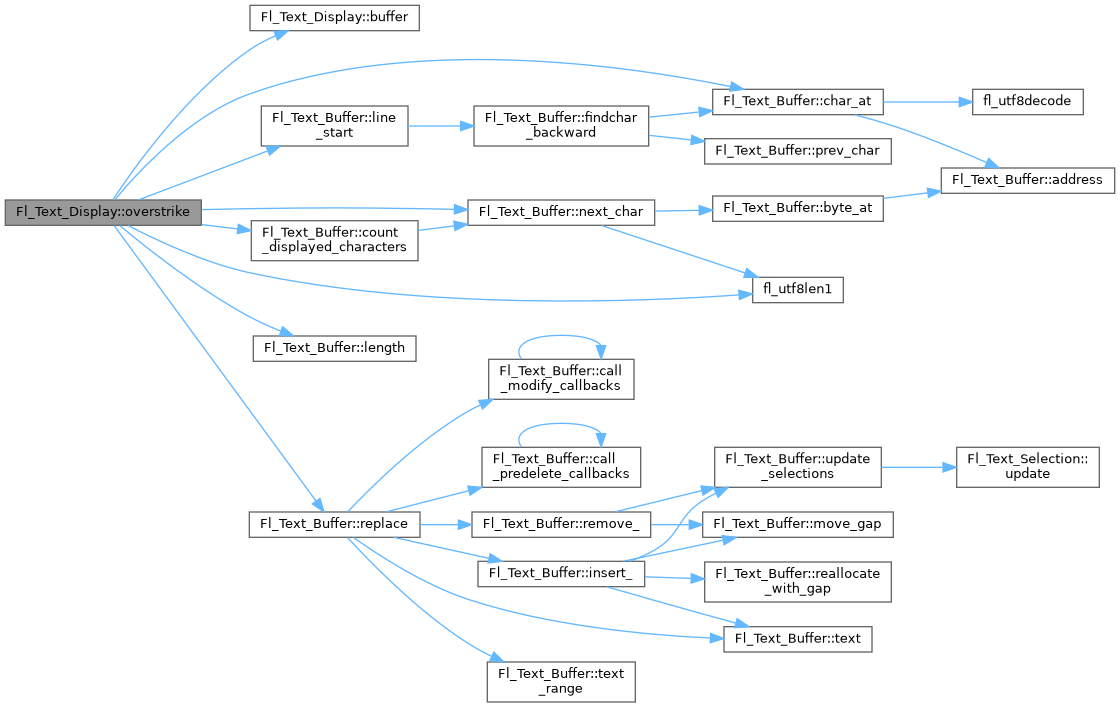 Fl_Text_Display::overstrike
Fl_Text_Display::buffer
Fl_Text_Buffer::line
_start
Fl_Text_Buffer::count
_displayed_characters
Fl_Text_Buffer::length
Fl_Text_Buffer::replace
Fl_Text_Buffer::findchar
_backward
Fl_Text_Buffer::next_char
Fl_Text_Buffer::call
_modify_callbacks
Fl_Text_Buffer::call
_predelete_callbacks
Fl_Text_Buffer::remove_
Fl_Text_Buffer::insert_
Fl_Text_Buffer::text
_range
Fl_Text_Buffer::char_at
Fl_Text_Buffer::prev_char
Fl_Text_Buffer::byte_at
fl_utf8len1
Fl_Text_Buffer::update
_selections
Fl_Text_Buffer::move_gap
Fl_Text_Buffer::reallocate
_with_gap
Fl_Text_Buffer::text
fl_utf8decode
Fl_Text_Buffer::address
Fl_Text_Selection::
update